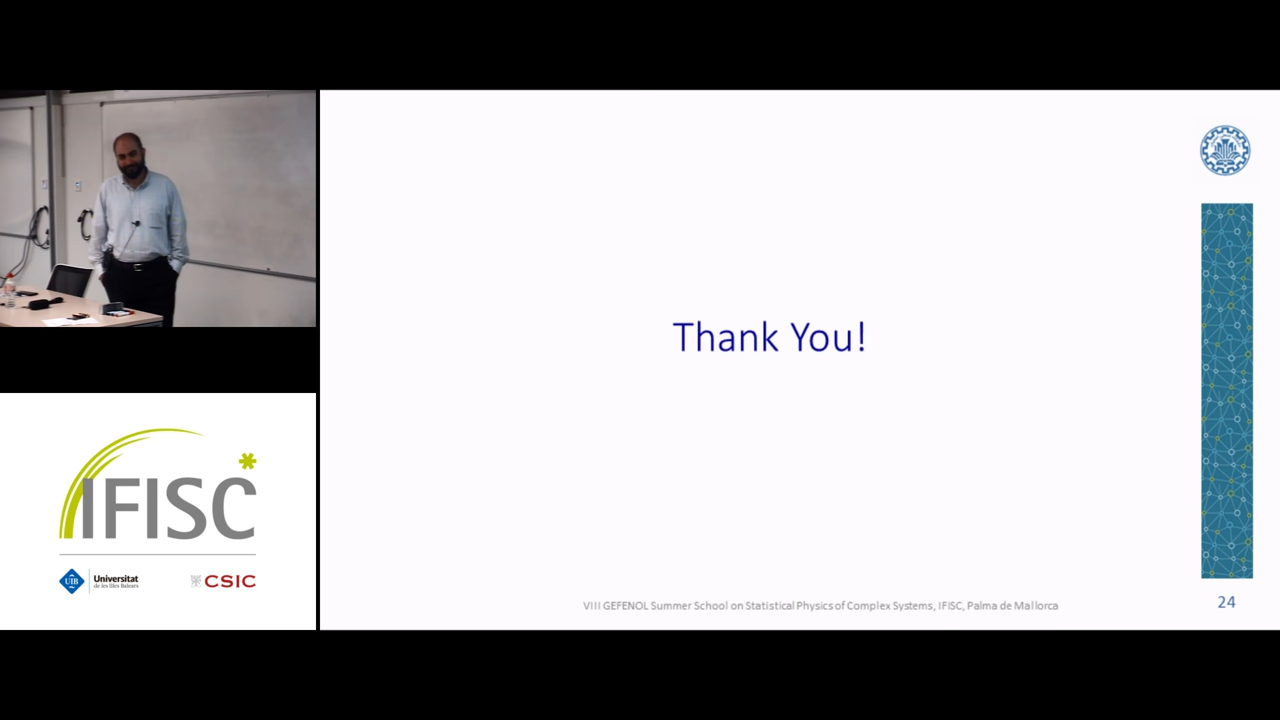 Thank You!
VIII GEFENOL Summer School on Statistical Physics of Complex Systems, IFISC, Palma de Mallorca
24
IFISC
UIB
Universitat
de les Illes Balears
CSIC